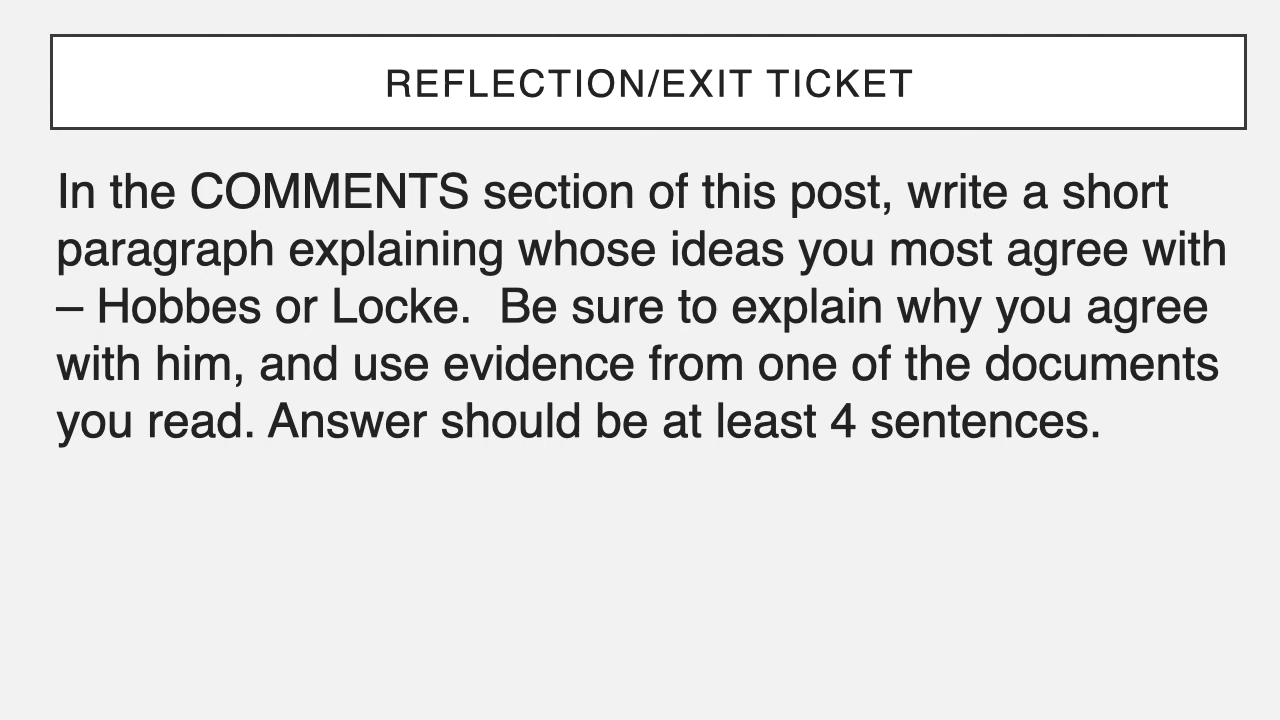 REFLECTION/EXIT TICKET
In the COMMENTS section of this post, write a short
paragraph explaining whose ideas you most agree with
– Hobbes or Locke.  Be sure to explain why you agree
with him, and use evidence from one of the documents
you read. Answer should be at least 4 sentences.